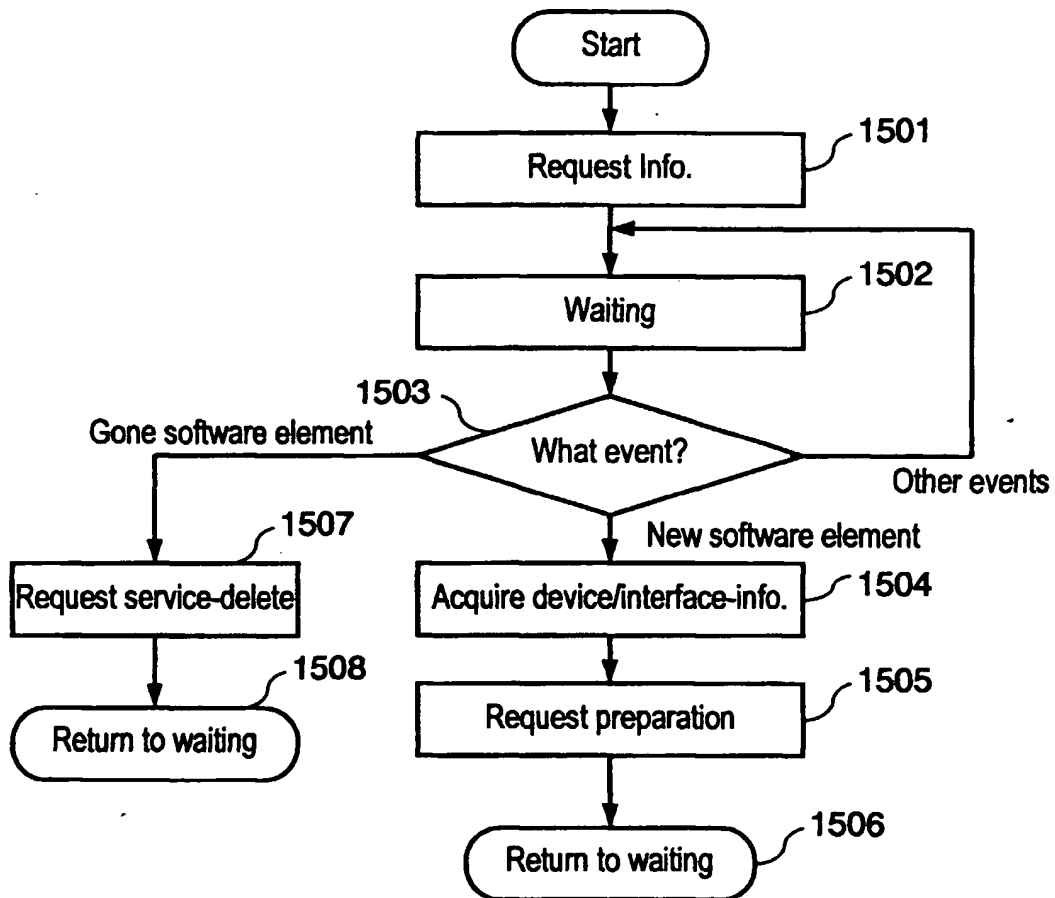 Start
1501
Request Info.
1502
Waiting
1503
Gone software element
What event?
Other events
1507
New software element
Request service-delete
Acquire device/interface-info.
1504
1508
1505
Return to waiting
Request preparation
1506
Return to waiting